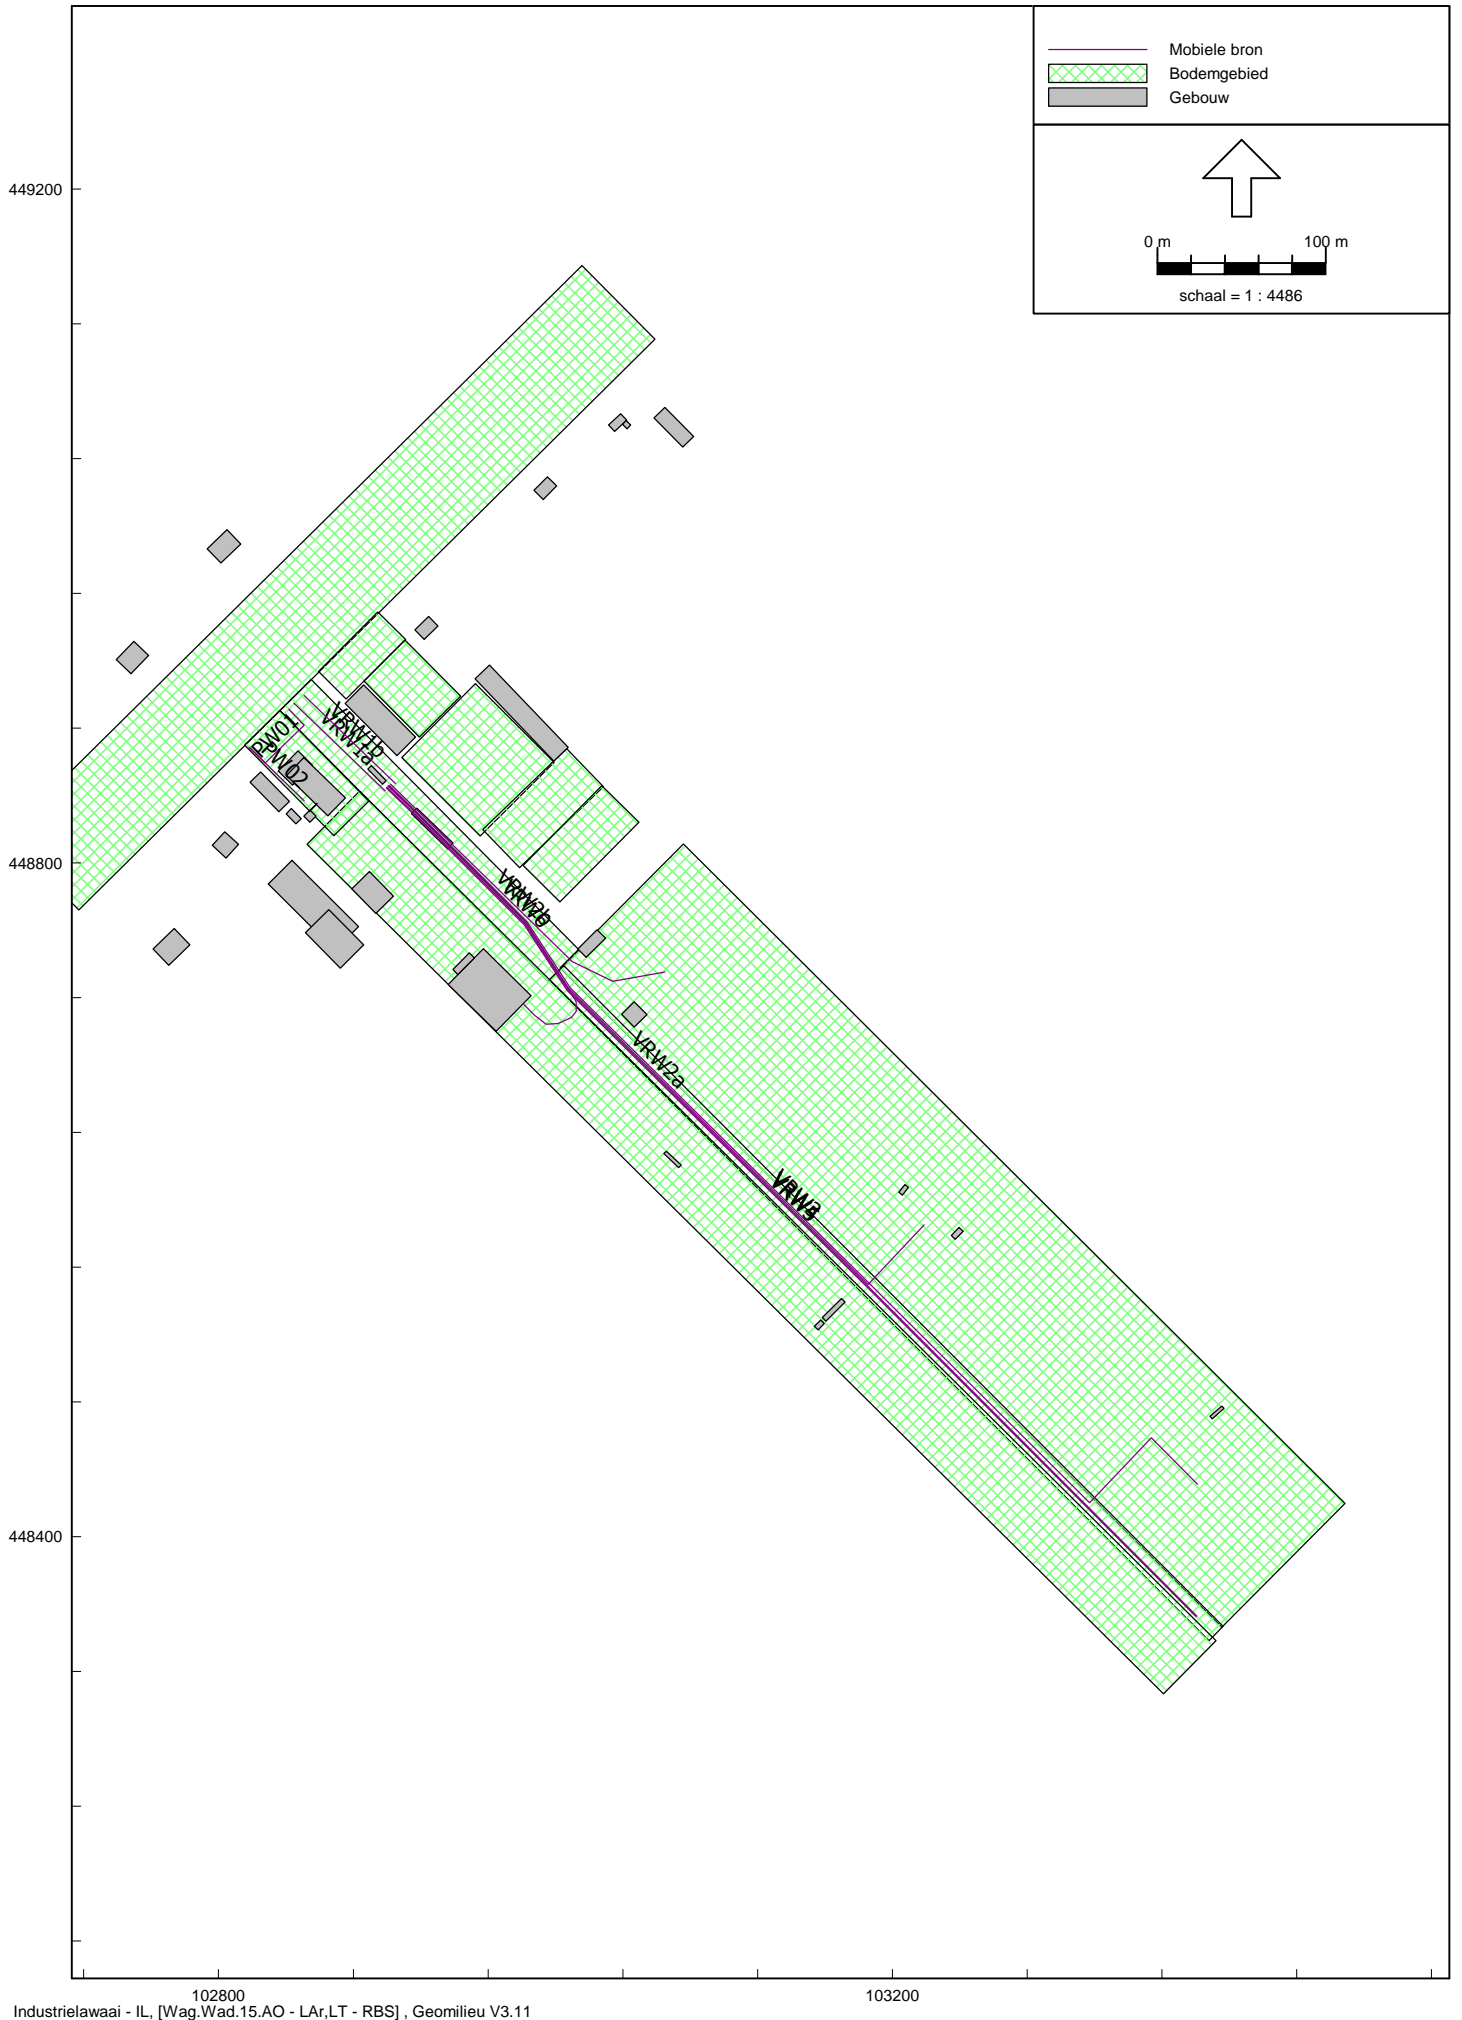 Mobiele bron
Bodemgebied
Gebouw
0 m 100 m
schaal = 1 : 4486
449200
VRW1b
VRW1a
PW01
PW02
448800
VRW2b
VRW2a
448400
102800 103200
Industrielawaai - IL, [Wag.Wad.15.AO - LAr,LT - RBS] , Geomilieu V3.11